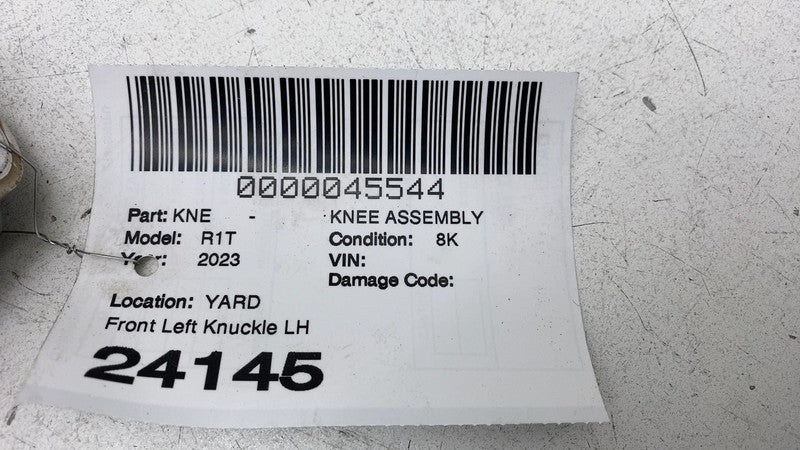 0000045544
Part: KNE - KNEE ASSEMBLY
Model: R1T Condition: 8K
Year: 2023 VIN:
Damage Code:
Location: YARD
Front Left Knuckle LH
24145